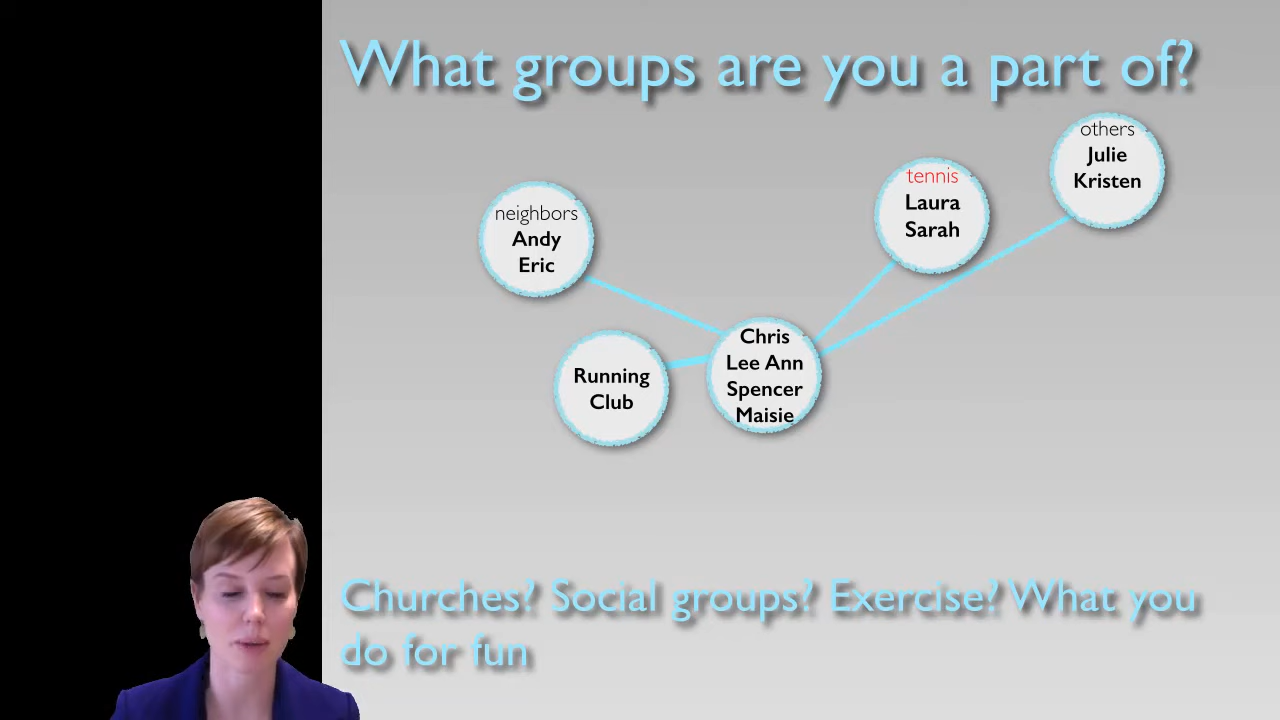 What groups are you a part of?
others
Julie
Kristen
tennis
Laura
Sarah
neighbors
Andy
Eric
Chris
Lee Ann
Spencer
Maisie
Running
Club
Churches? Social groups? Exercise? What you
do for fun